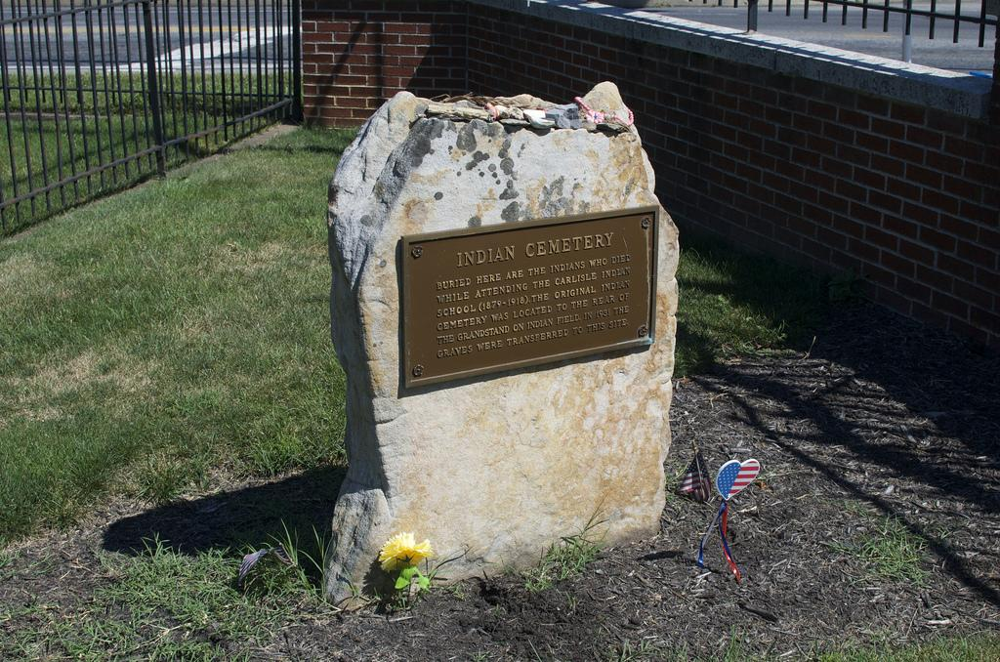 INDIAN CEMETERY
BURIED HERE ARE THE INDIANS WHO DIED
WHILE ATTENDING THE CARLISLE INDIAN
SCHOOL (1879-1918). THE ORIGINAL INDIAN
CEMETERY WAS LOCATED TO THE REAR OF
THE GRANDSTAND ON INDIAN FIELD. IN 1931 THE
GRAVES WERE TRANSFERRED TO THIS SITE.